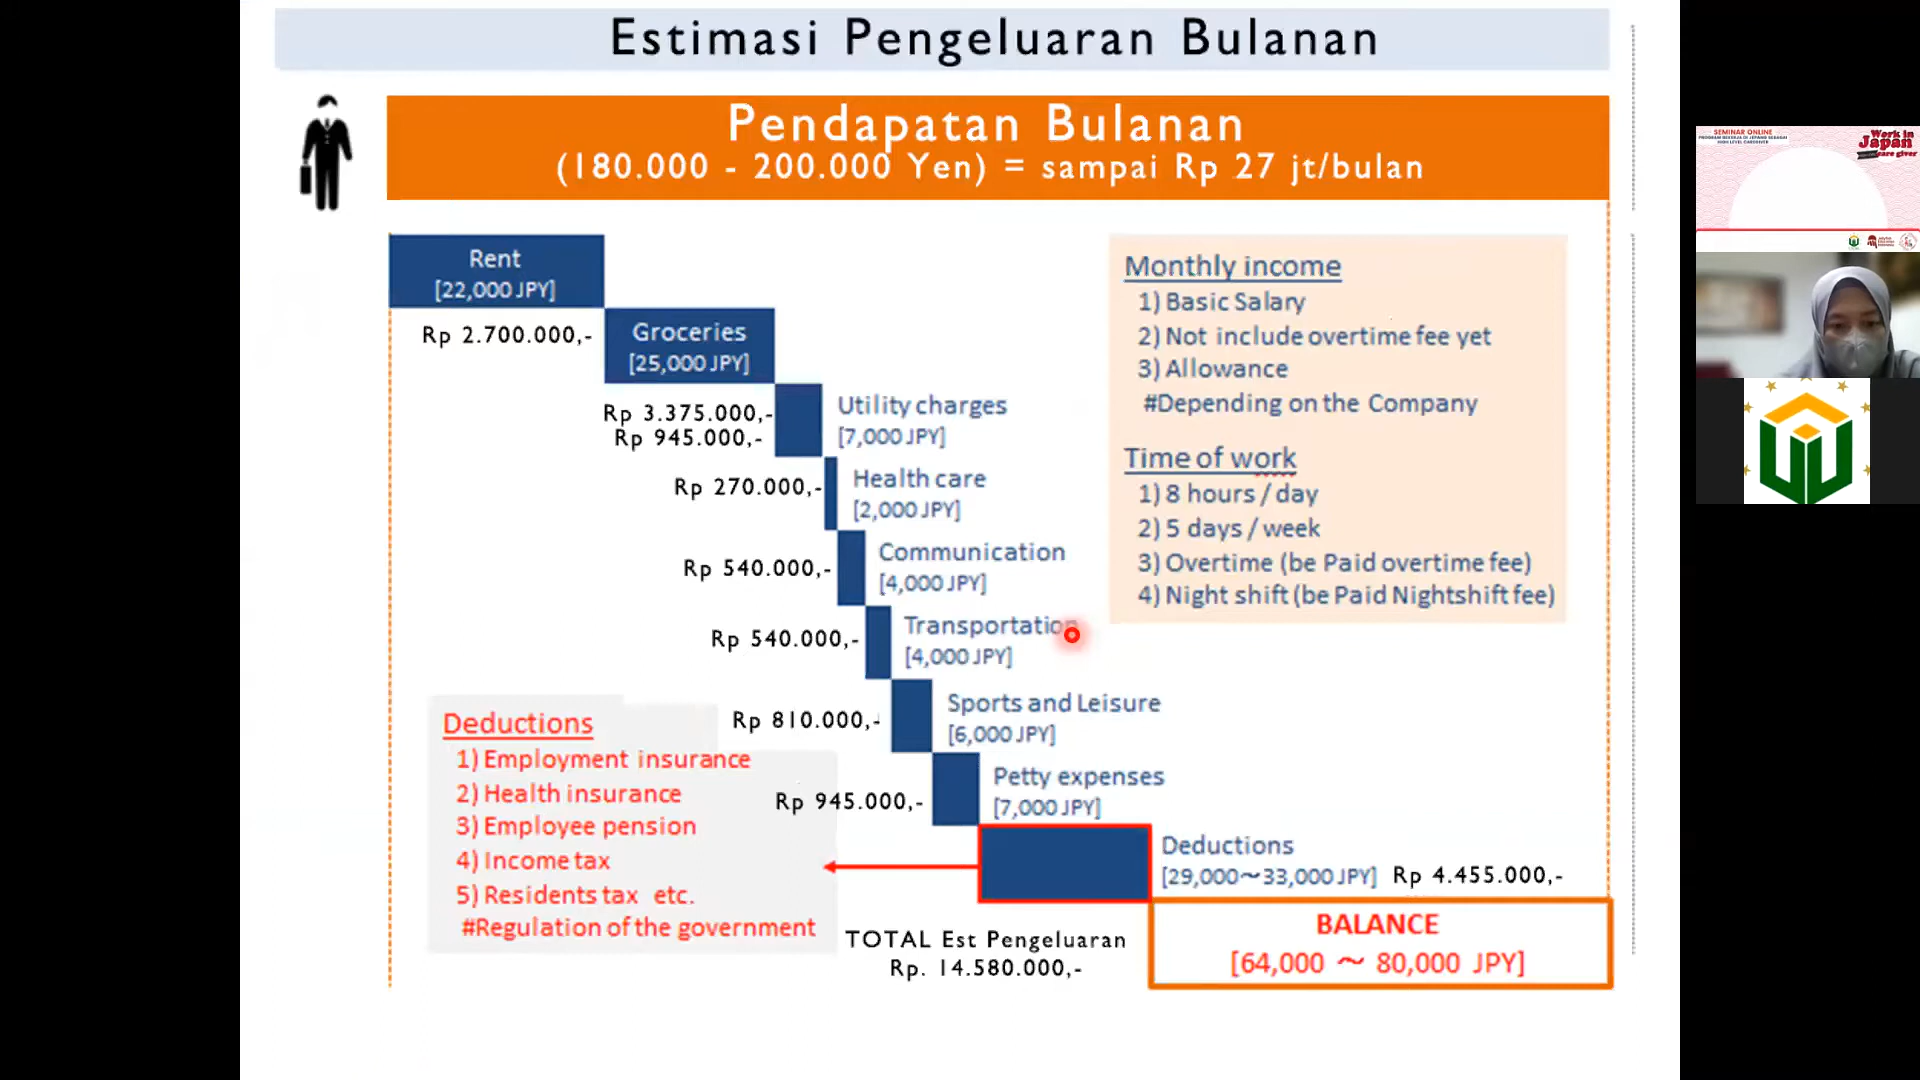 Estimasi Pengeluaran Bulanan
Pendapatan Bulanan
(180.000 - 200.000 Yen) = sampai Rp 27 jt/bulan
Rent
[22,000 JPY]
Rp 2.700.000,-
Groceries
[25,000 JPY]
Rp 3.375.000,-
Rp 945.000,-
Utility charges
[7,000 JPY]
Rp 270.000,-
Health care
[2,000 JPY]
Rp 540.000,-
Communication
[4,000 JPY]
Rp 540.000,-
Transportation
[4,000 JPY]
Rp 810.000,-
Sports and Leisure
[6,000 JPY]
Rp 945.000,-
Petty expenses
[7,000 JPY]
Deductions
[29,000～33,000 JPY] Rp 4.455.000,-
BALANCE
[64,000 ～ 80,000 JPY]
TOTAL Est Pengeluaran
Rp. 14.580.000,-
Monthly income
1) Basic Salary
2) Not include overtime fee yet
3) Allowance
#Depending on the Company
Time of work
1) 8 hours / day
2) 5 days / week
3) Overtime (be Paid overtime fee)
4) Night shift (be Paid Nightshift fee)
Deductions
1) Employment insurance
2) Health insurance
3) Employee pension
4) Income tax
5) Residents tax etc.
#Regulation of the government
SEMINAR ONLINE
PROGRAM BEKERJA DI JEPANG SEBAGAI
HIGH LEVEL CAREGIVER
Work in
Japan
care giver